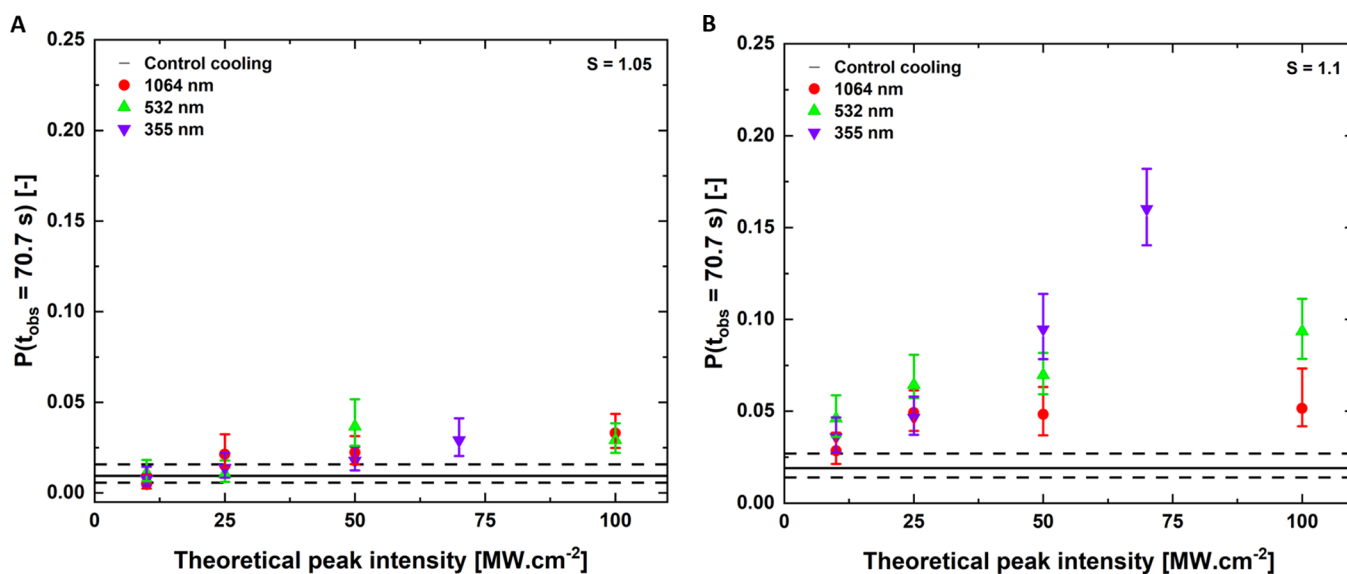 A
0.25
0.20
0.15
0.10
0.05
0.00
P(t_obs = 70.7 s) [-]
Control cooling
1064 nm
532 nm
355 nm
S = 1.05
0 25 50 75 100
Theoretical peak intensity [MW.cm⁻²]
B
0.25
0.20
0.15
0.10
0.05
0.00
P(t_obs = 70.7 s) [-]
Control cooling
1064 nm
532 nm
355 nm
S = 1.1
0 25 50 75 100
Theoretical peak intensity [MW.cm⁻²]